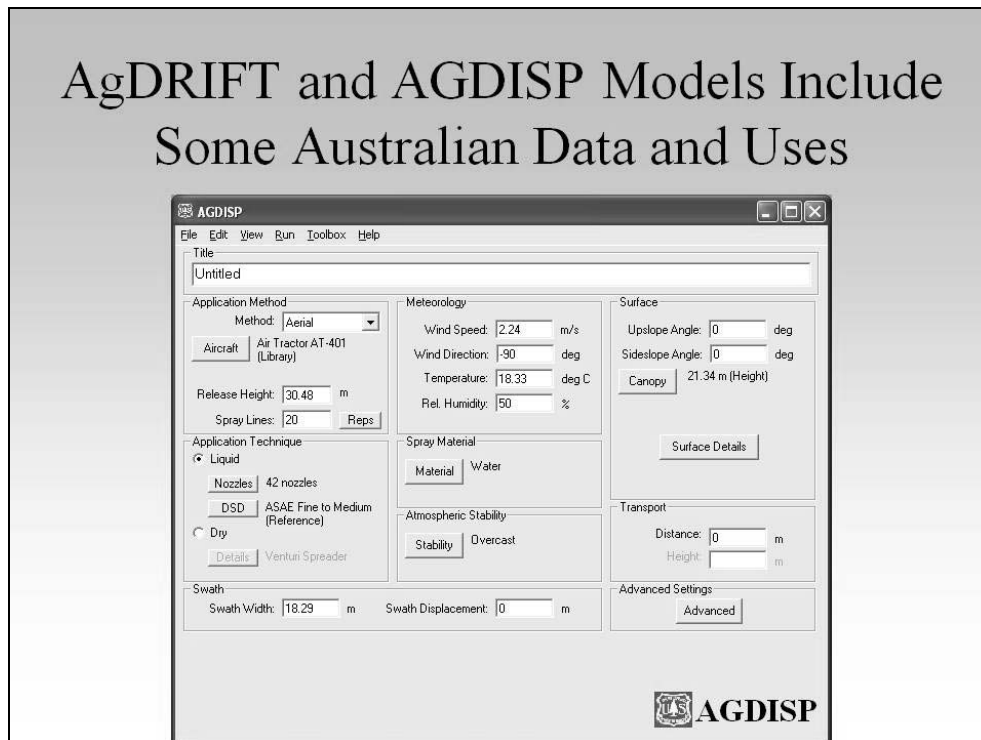 AgDRIFT and AGDISP Models Include
Some Australian Data and Uses
AGDISP
File Edit View Run Toolbox Help
Title
Untitled
Application Method
Method: Aerial
Aircraft Air Tractor AT-401
(Library)
Release Height: 30.48 m
Spray Lines: 20 Reps
Meteorology
Wind Speed: 2.24 m/s
Wind Direction: -90 deg
Temperature: 18.33 deg C
Rel. Humidity: 50 %
Surface
Upslope Angle: 0 deg
Sideslope Angle: 0 deg
Canopy 21.34 m (Height)
Surface Details
Application Technique
Liquid
Nozzles 42 nozzles
DSD ASAE Fine to Medium
(Reference)
Dry
Details Venturi Spreader
Spray Material
Material Water
Atmospheric Stability
Stability Overcast
Transport
Distance: 0 m
Height: m
Swath
Swath Width: 18.29 m Swath Displacement: 0 m
Advanced Settings
Advanced
U S
AGDISP